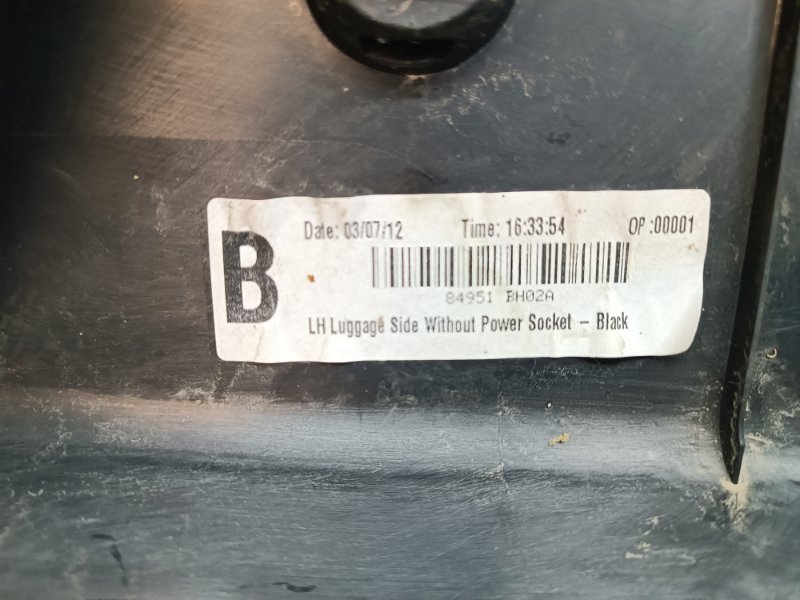 B
Date: 03/07/12 Time: 16:33:54 OP :00001
84951 BH02A
LH Luggage Side Without Power Socket – Black